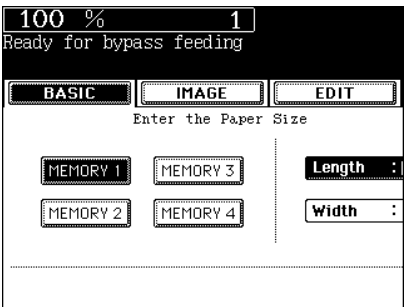 100 % 1
Ready for bypass feeding
BASIC IMAGE EDIT
Enter the Paper Size
MEMORY 1 MEMORY 3 Length :
MEMORY 2 MEMORY 4 Width :